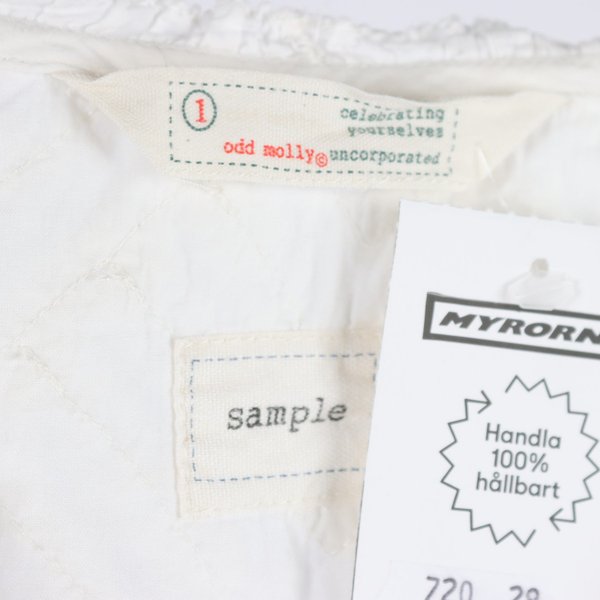 1
celebrating
yourselves
odd molly© uncorporated
sample
MYRORN
Handla
100%
hållbart
720 28